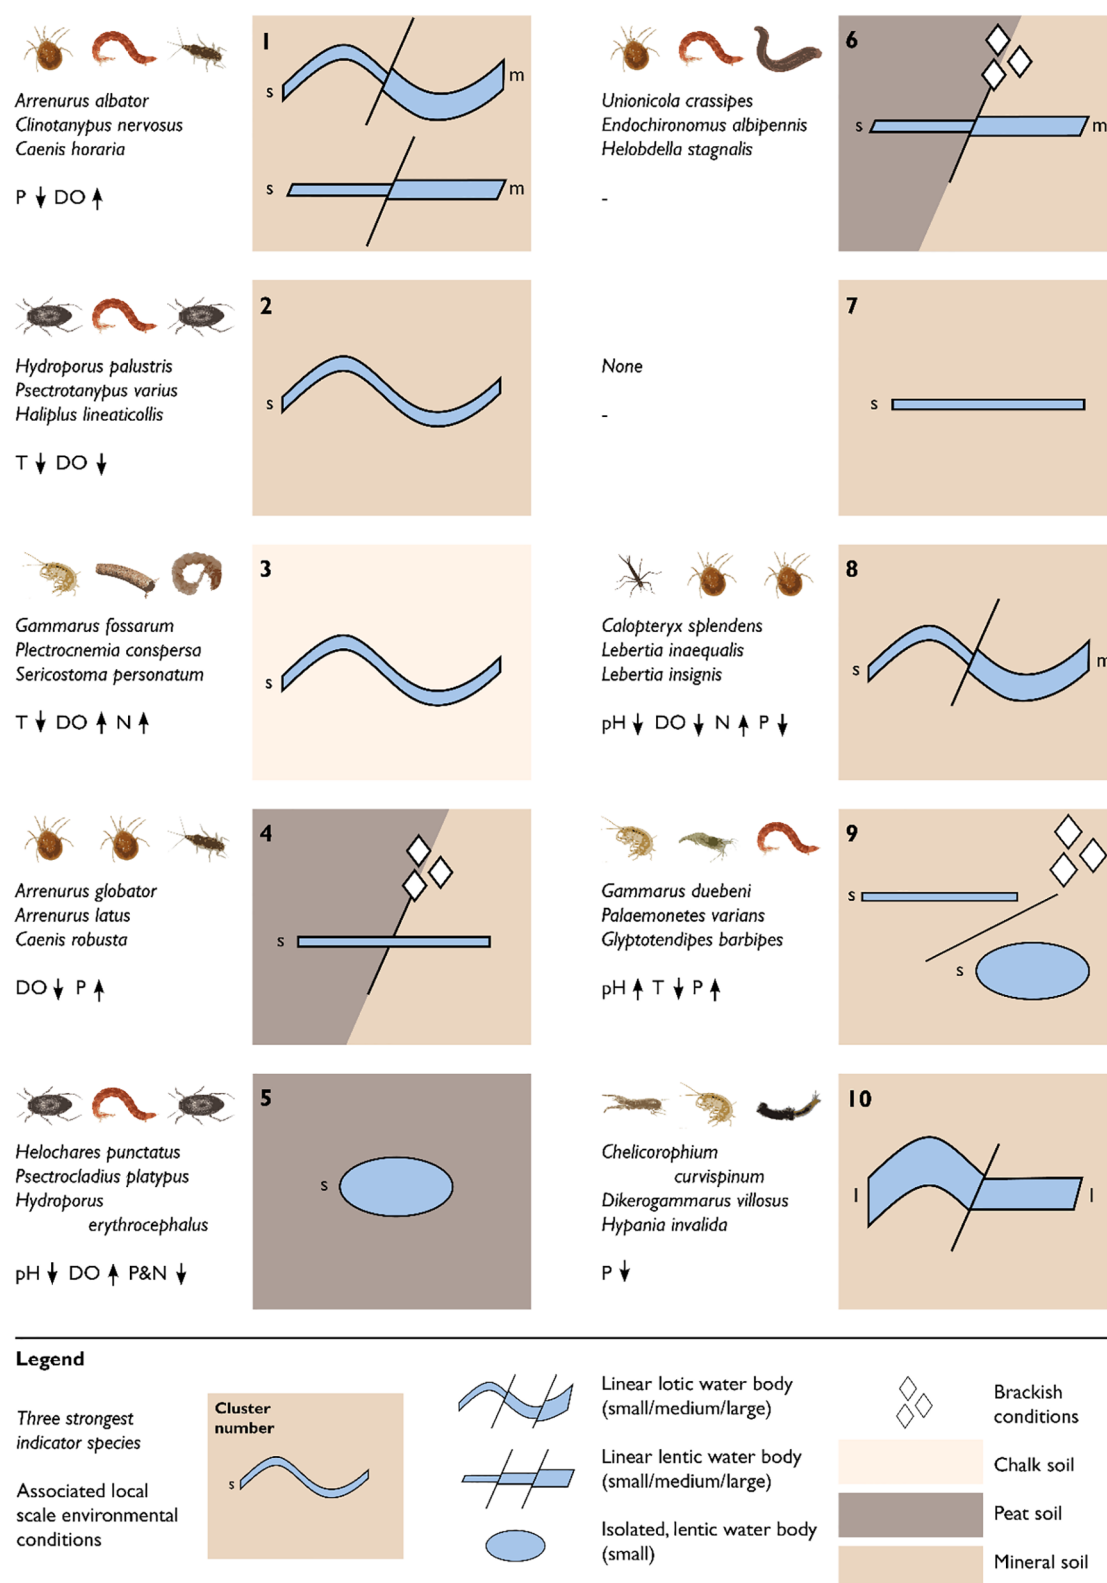 1
s
m
s
m
Arrenurus albator
Clinotanypus nervosus
Caenis horaria
P ↓ DO ↑
6
s
m
Unionicola crassipes
Endochironomus albipennis
Helobdella stagnalis
-
2
s
Hydroporus palustris
Psectrotanypus varius
Haliplus lineaticollis
T ↓ DO ↓
7
s
None
-
3
s
Gammarus fossarum
Plectrocnemia conspersa
Sericostoma personatum
T ↓ DO ↑ N ↑
8
s
m
Calopteryx splendens
Lebertia inaequalis
Lebertia insignis
pH ↓ DO ↓ N ↑ P ↓
4
s
Arrenurus globator
Arrenurus latus
Caenis robusta
DO ↓ P ↑
9
s
s
Gammarus duebeni
Palaemonetes varians
Glyptotendipes barbipes
pH ↑ T ↓ P ↑
5
s
Helochares punctatus
Psectrocladius platypus
Hydroporus
erythrocephalus
pH ↓ DO ↑ P&N ↓
10
l
l
Chelicorophium
curvispinum
Dikerogammarus villosus
Hypania invalida
P ↓
Legend
Three strongest
indicator species
Associated local
scale environmental
conditions
Cluster
number
s
Linear lotic water body
(small/medium/large)
Linear lentic water body
(small/medium/large)
Isolated, lentic water body
(small)
Brackish
conditions
Chalk soil
Peat soil
Mineral soil